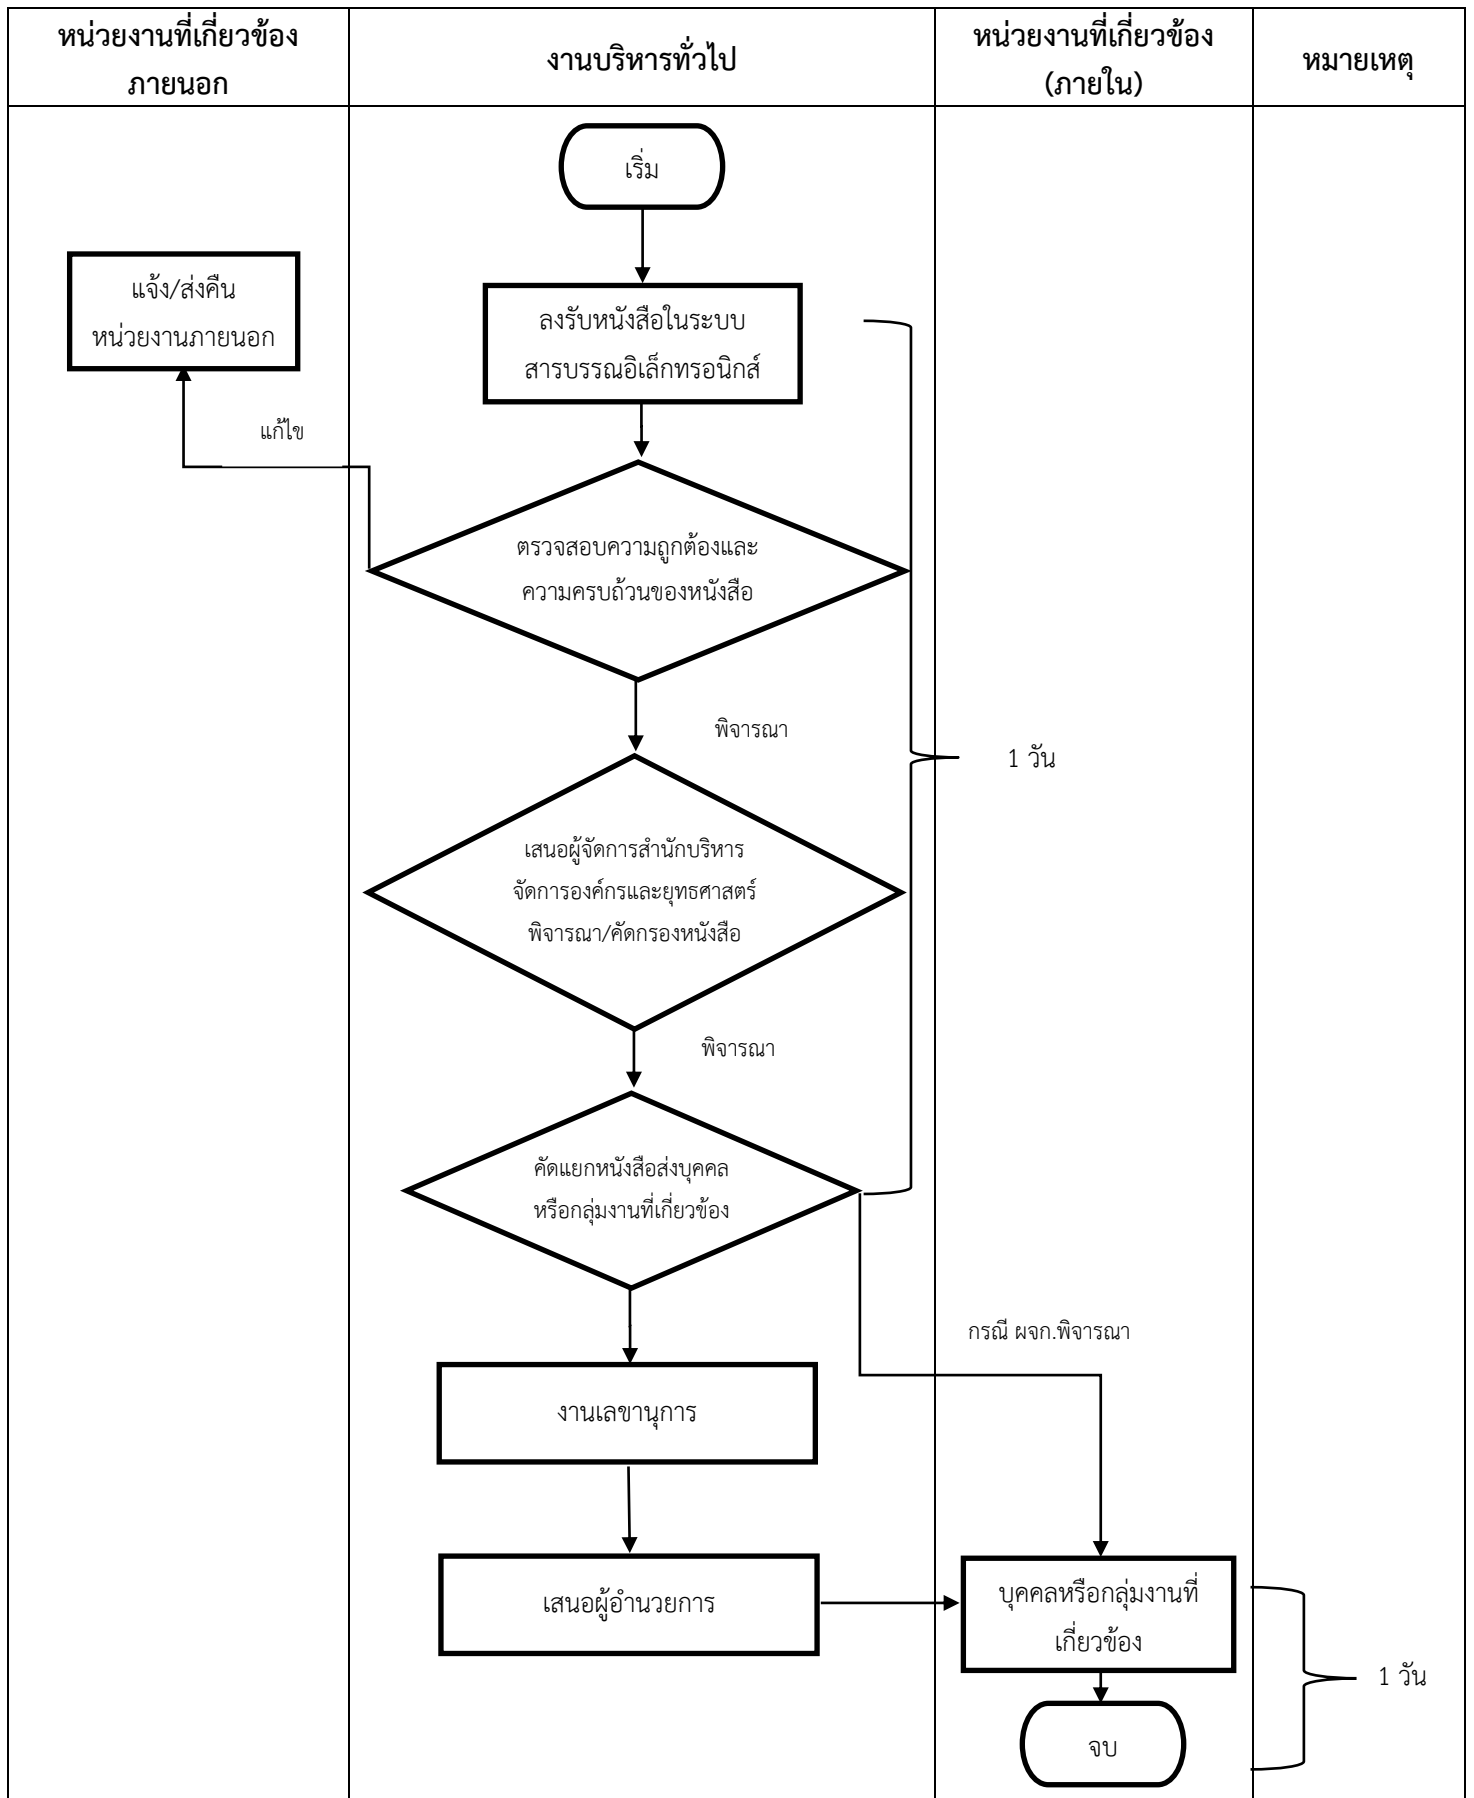 หน่วยงานที่เกี่ยวข้อง
ภายนอก
งานบริหารทั่วไป
หน่วยงานที่เกี่ยวข้อง
(ภายใน)
หมายเหตุ
เริ่ม
แจ้ง/ส่งคืน
หน่วยงานภายนอก
ลงรับหนังสือในระบบ
สารบรรณอิเล็กทรอนิกส์
แก้ไข
ตรวจสอบความถูกต้องและ
ความครบถ้วนของหนังสือ
พิจารณา
1 วัน
เสนอผู้จัดการสำนักบริหาร
จัดการองค์กรและยุทธศาสตร์
พิจารณา/คัดกรองหนังสือ
พิจารณา
คัดแยกหนังสือส่งบุคคล
หรือกลุ่มงานที่เกี่ยวข้อง
กรณี ผจก.พิจารณา
งานเลขานุการ
เสนอผู้อำนวยการ
บุคคลหรือกลุ่มงานที่
เกี่ยวข้อง
1 วัน
จบ